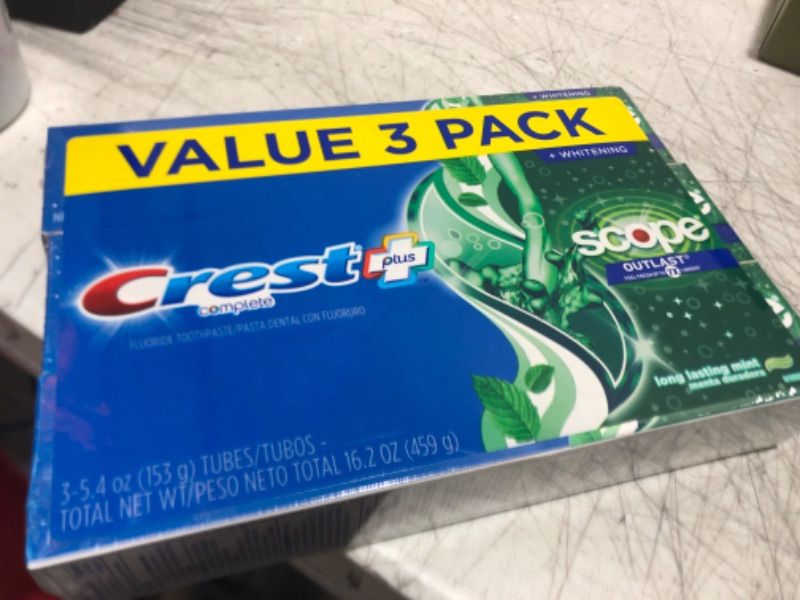 + WHITENING
VALUE 3 PACK
+ WHITENING
Crest plus
complete
FLUORIDE TOOTHPASTE/PASTA DENTAL CON FLUORURO
scope
OUTLAST®
long lasting mint
menta duradera
3-5.4 oz (153 g) TUBES/TUBOS -
TOTAL NET WT/PESO NETO TOTAL 16.2 OZ (459 g)